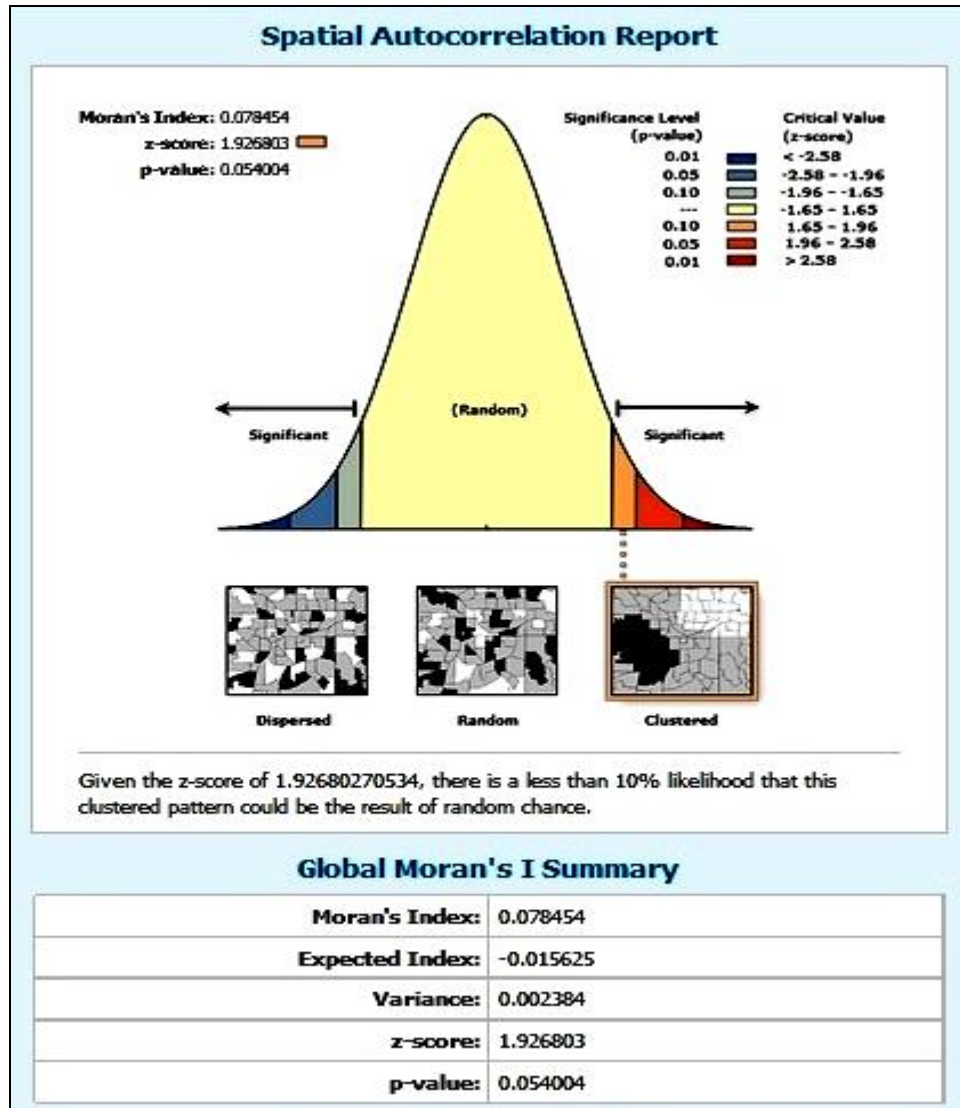 Spatial Autocorrelation Report
Moran's Index: 0.078454
z-score: 1.926803
p-value: 0.054004
Significance Level Critical Value
(p-value) (z-score)
0.01 < -2.58
0.05 -2.58 - -1.96
0.10 -1.96 - -1.65
--- -1.65 - 1.65
0.10 1.65 - 1.96
0.05 1.96 - 2.58
0.01 > 2.58
(Random)
Significant Significant
Dispersed Random Clustered
Given the z-score of 1.92680270534, there is a less than 10% likelihood that this
clustered pattern could be the result of random chance.
Global Moran's I Summary
Moran's Index: 0.078454
Expected Index: -0.015625
Variance: 0.002384
z-score: 1.926803
p-value: 0.054004